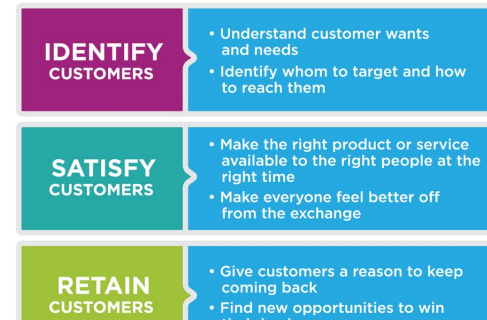 IDENTIFY
CUSTOMERS
• Understand customer wants
and needs
• Identify whom to target and how
to reach them
SATISFY
CUSTOMERS
• Make the right product or service
available to the right people at the
right time
• Make everyone feel better off
from the exchange
RETAIN
CUSTOMERS
• Give customers a reason to keep
coming back
• Find new opportunities to win